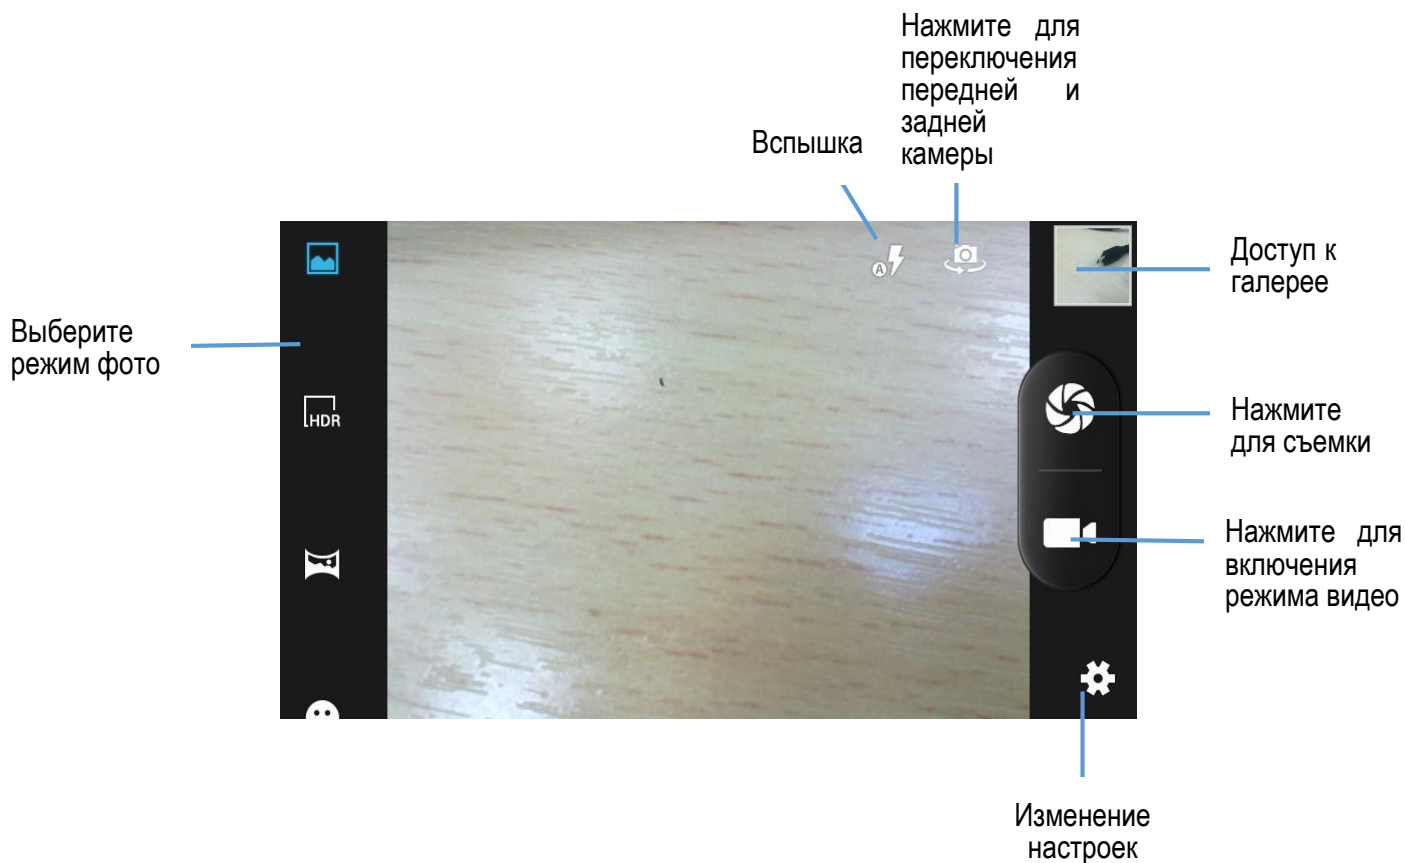 Нажмите для
переключения
передней и
задней
камеры
Вспышка
Доступ к
галерее
Выберите
режим фото
A
HDR
Нажмите
для съемки
Нажмите для
включения
режима видео
Изменение
настроек